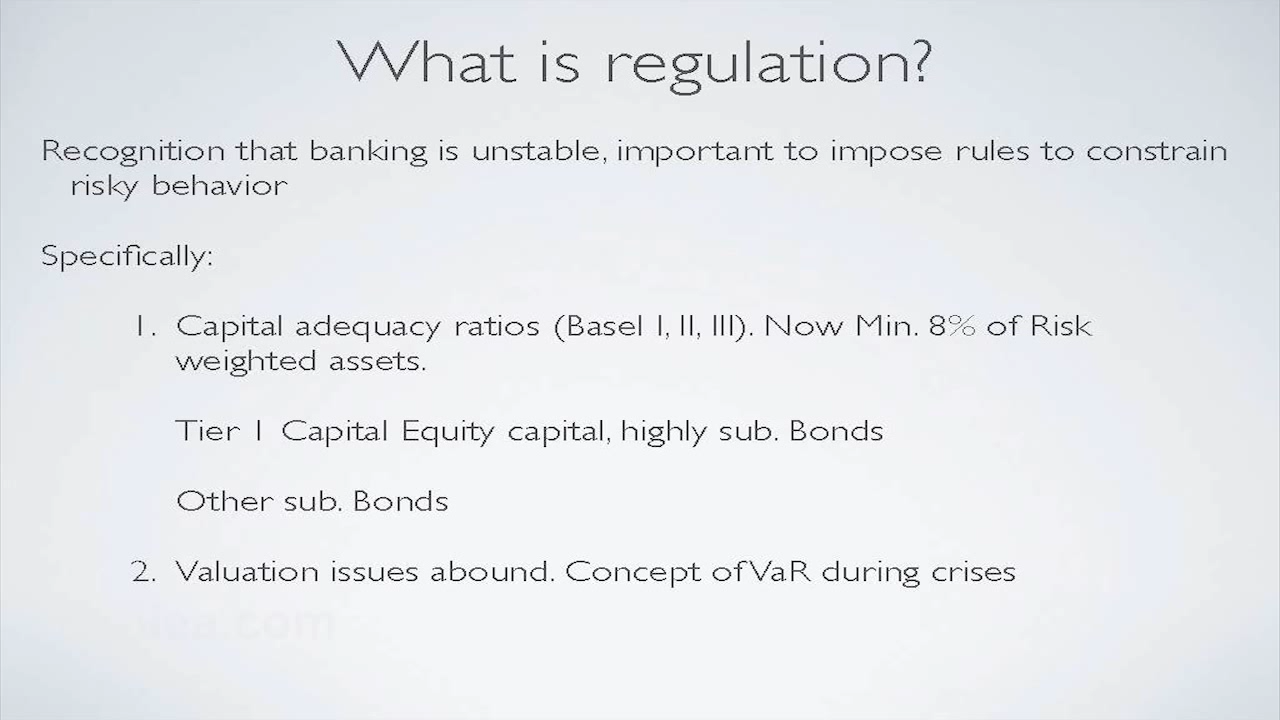 What is regulation?
Recognition that banking is unstable, important to impose rules to constrain
risky behavior
Specifically:
1. Capital adequacy ratios (Basel I, II, III). Now Min. 8% of Risk
weighted assets.
Tier 1 Capital Equity capital, highly sub. Bonds
Other sub. Bonds
2. Valuation issues abound. Concept of VaR during crises